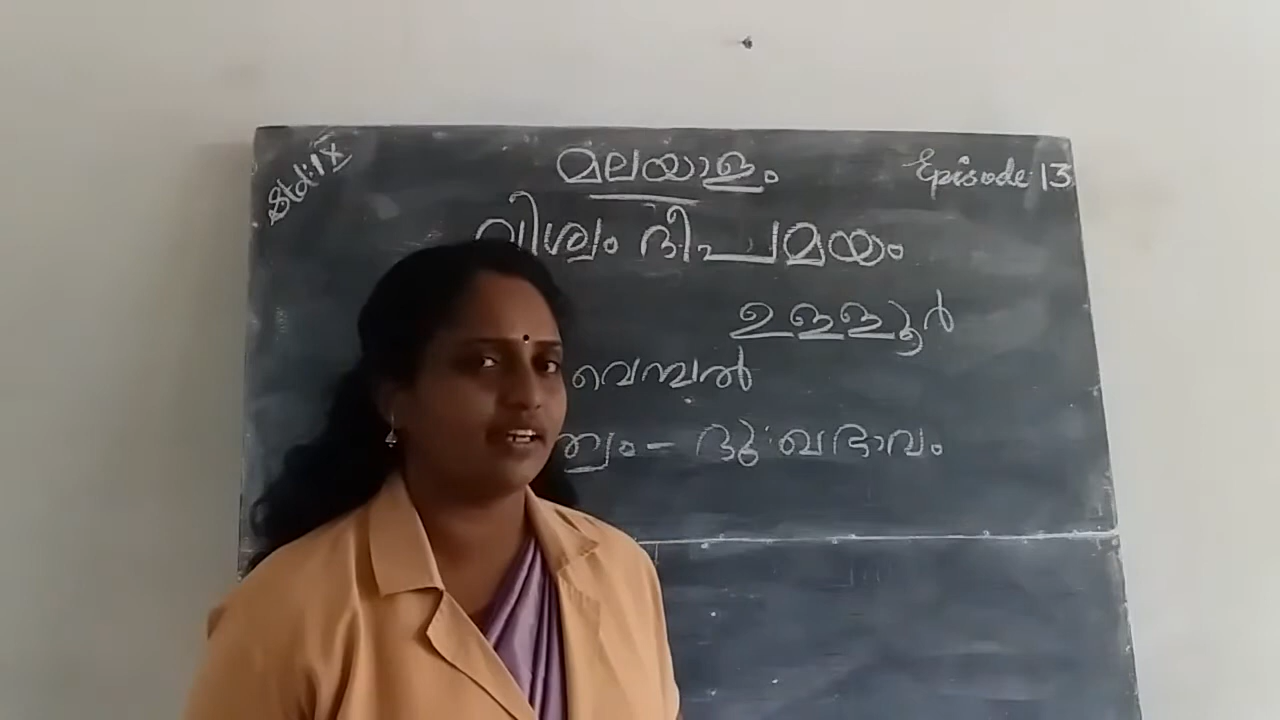 Std: IX
മലയാളം
Episode: 13
വിശ്വം ദീപമയം
ഉള്ളൂർ
വെമ്പൽ
ത്യം - ദുഃഖഭാവം